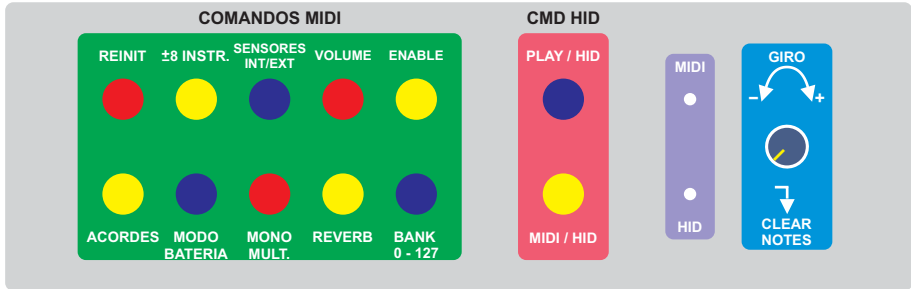 COMANDOS MIDI
CMD HID
REINIT
±8 INSTR.
SENSORES
INT/EXT
VOLUME
ENABLE
PLAY / HID
MIDI
GIRO
– +
ACORDES
MODO
BATERIA
MONO
MULT.
REVERB
BANK
0 - 127
MIDI / HID
HID
CLEAR
NOTES